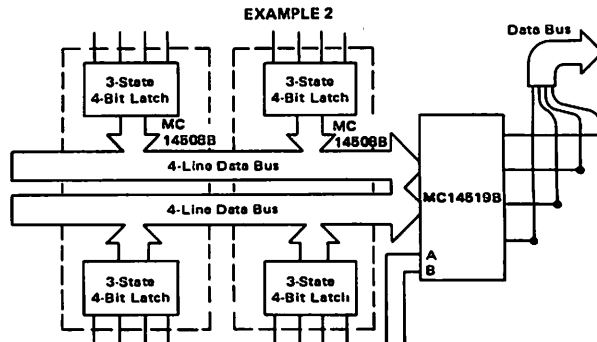 EXAMPLE 2
Data Bus
3-State
4-Bit Latch
3-State
4-Bit Latch
MC
14508B
MC
14508B
4-Line Data Bus
MC14519B
4-Line Data Bus
A
B
3-State
4-Bit Latch
3-State
4-Bit Latch